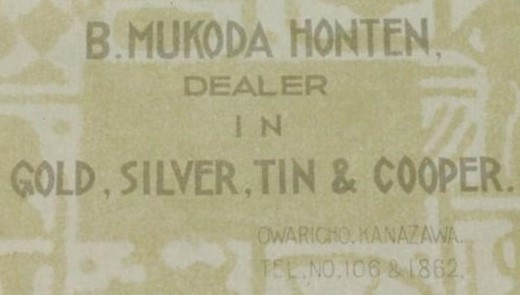 B.MUKODA HONTEN,
DEALER
IN
GOLD, SILVER, TIN & COOPER.
OWARICHO, KANAZAWA.
TEL, NO, 106 & 1862.